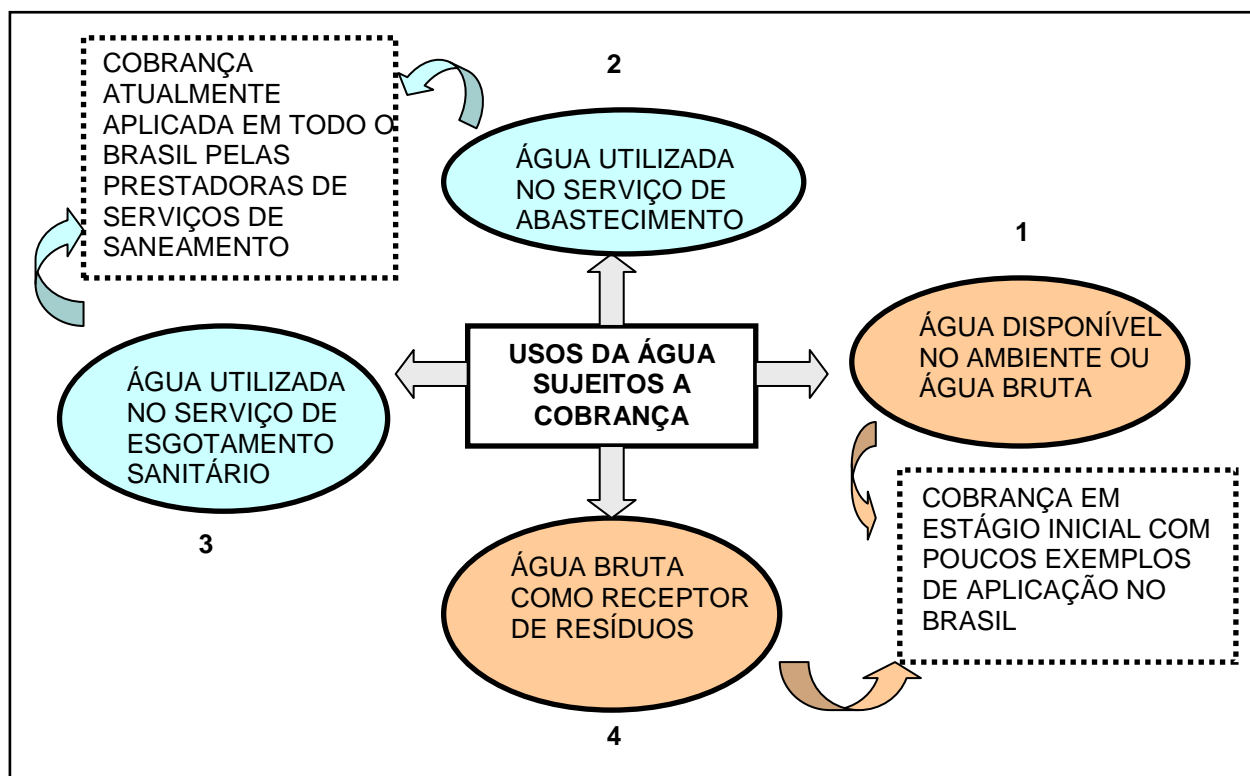 COBRANÇA
ATUALMENTE
APLICADA EM TODO O
BRASIL PELAS
PRESTADORAS DE
SERVIÇOS DE
SANEAMENTO
2
ÁGUA UTILIZADA
NO SERVIÇO DE
ABASTECIMENTO
1
ÁGUA DISPONÍVEL
NO AMBIENTE OU
ÁGUA BRUTA
USOS DA ÁGUA
SUJEITOS A
COBRANÇA
ÁGUA UTILIZADA
NO SERVIÇO DE
ESGOTAMENTO
SANITÁRIO
3
COBRANÇA EM
ESTÁGIO INICIAL COM
POUCOS EXEMPLOS
DE APLICAÇÃO NO
BRASIL
ÁGUA BRUTA
COMO RECEPTOR
DE RESÍDUOS
4